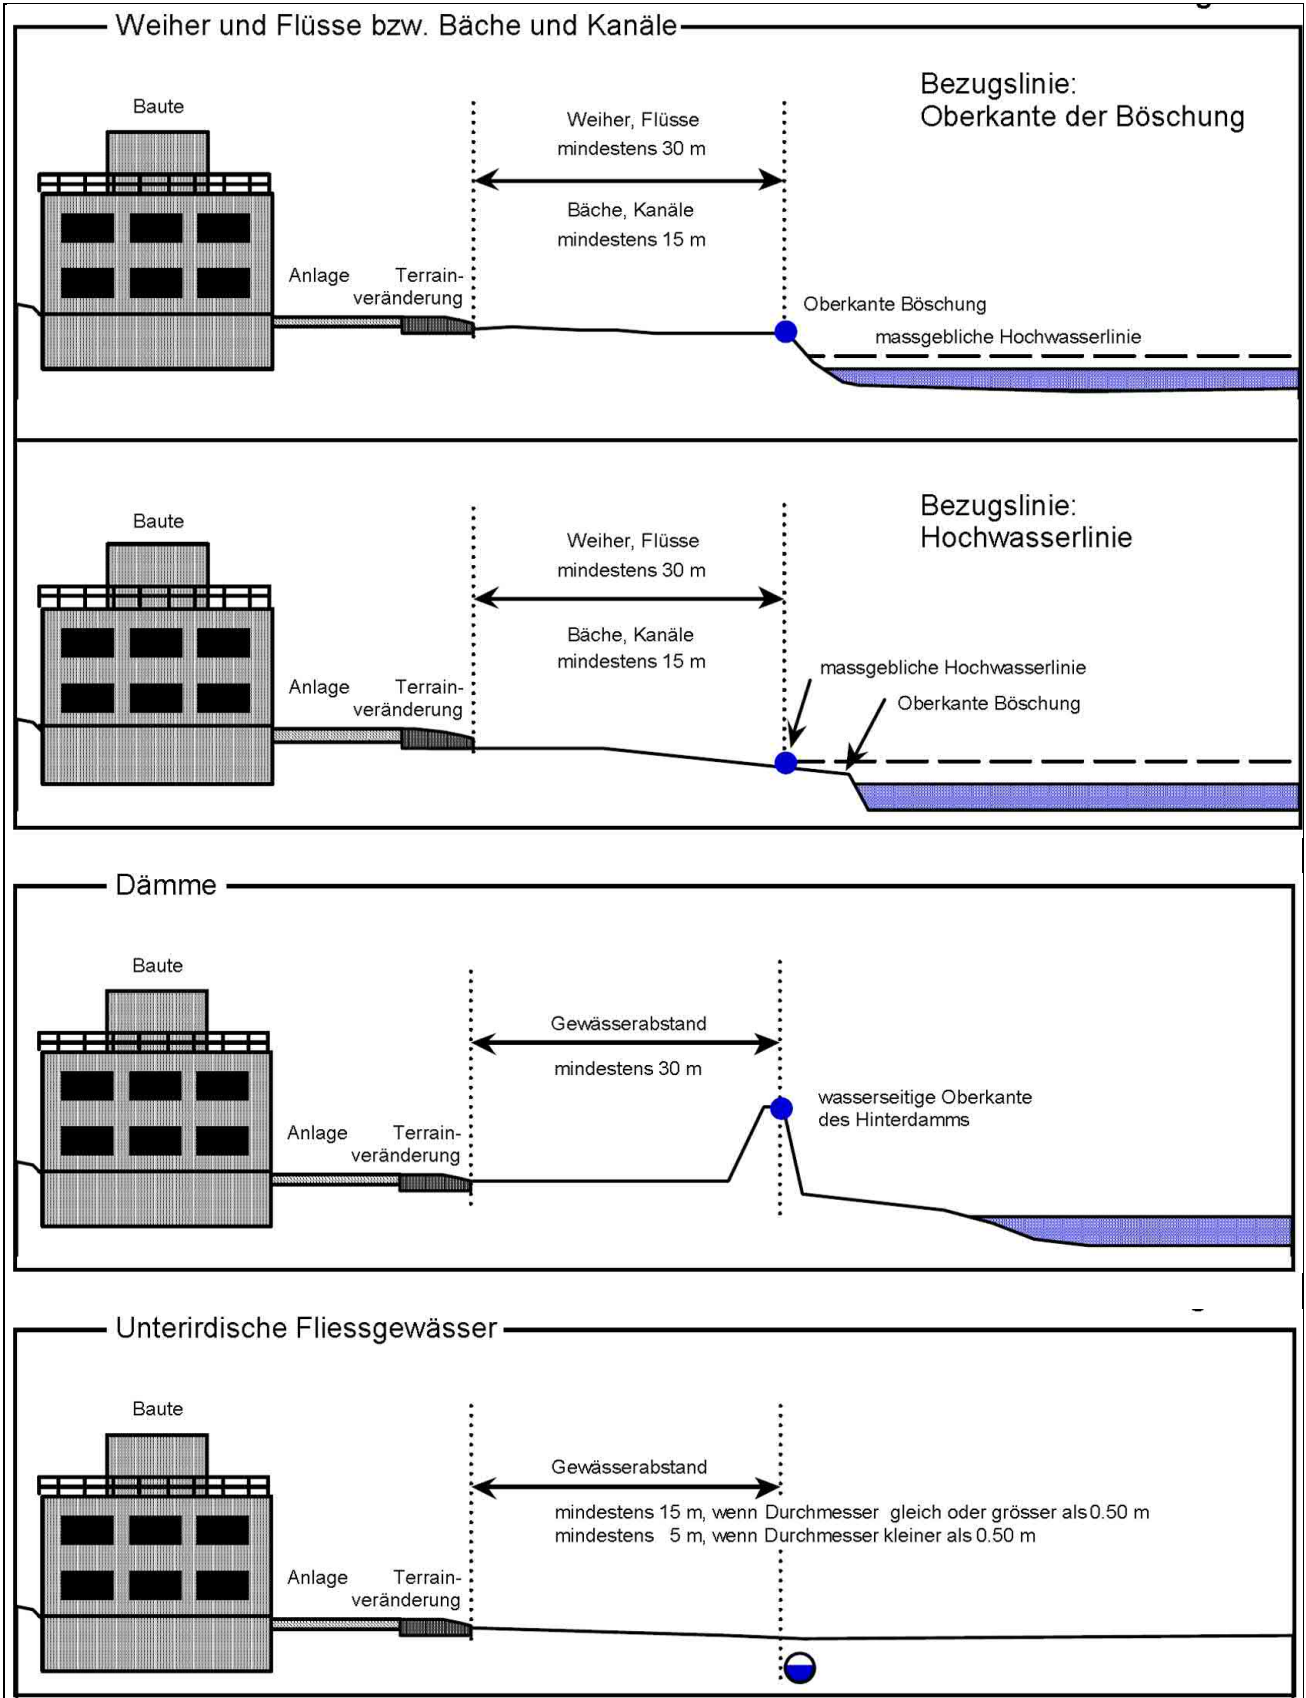 Weiher und Flüsse bzw. Bäche und Kanäle
Bezugslinie:
Oberkante der Böschung
Baute
Weiher, Flüsse
mindestens 30 m
Bäche, Kanäle
mindestens 15 m
Anlage Terrain-
veränderung
Oberkante Böschung
massgebliche Hochwasserlinie
Bezugslinie:
Hochwasserlinie
Baute
Weiher, Flüsse
mindestens 30 m
Bäche, Kanäle
mindestens 15 m
massgebliche Hochwasserlinie
Anlage Terrain-
veränderung
Oberkante Böschung
Dämme
Baute
Gewässerabstand
mindestens 30 m
wasserseitige Oberkante
des Hinterdamms
Anlage Terrain-
veränderung
Unterirdische Fliessgewässer
Baute
Gewässerabstand
mindestens 15 m, wenn Durchmesser gleich oder grösser als 0.50 m
mindestens 5 m, wenn Durchmesser kleiner als 0.50 m
Anlage Terrain-
veränderung